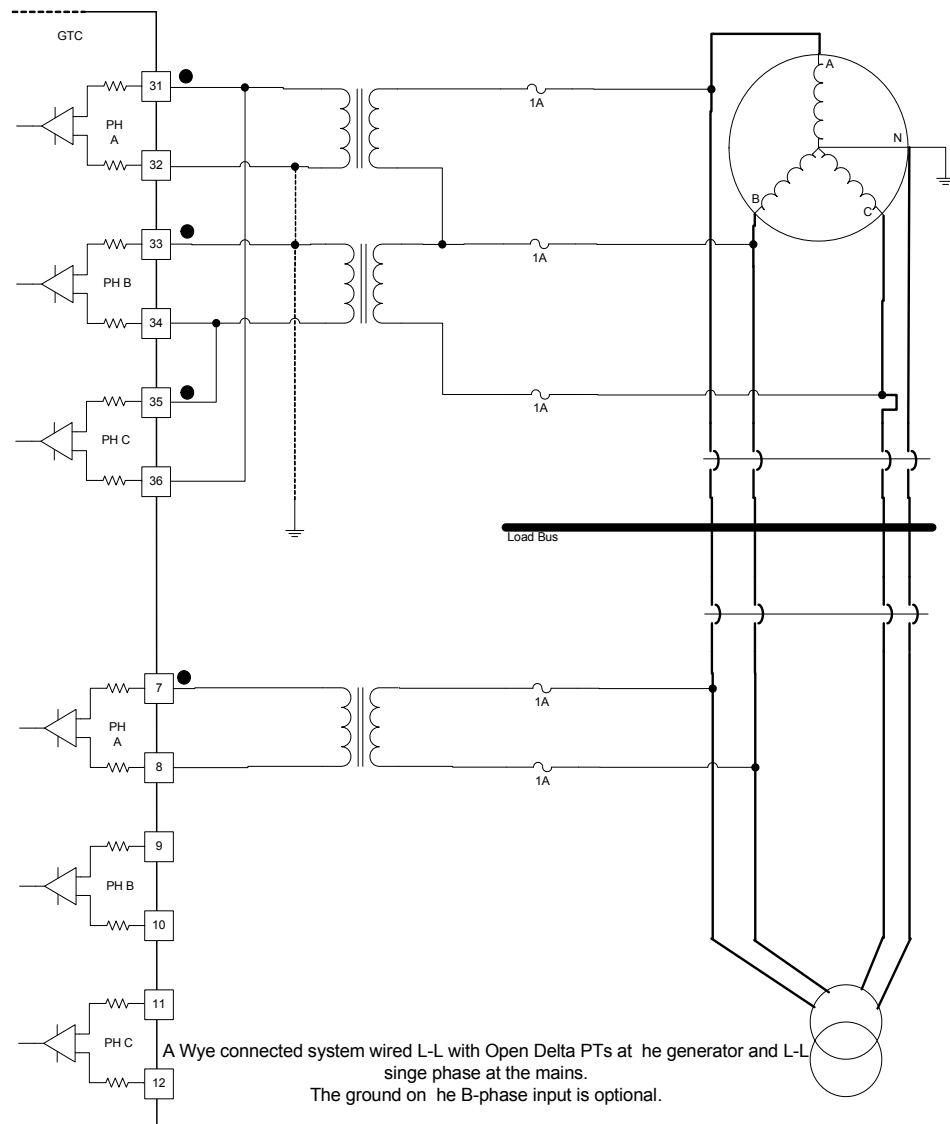 GTC
A
31
PH
A
1A
32
N
B
C
33
PH B
1A
34
35
PH C
1A
36
Load Bus
7
PH
A
1A
8
1A
9
PH B
10
11
PH C
12
A Wye connected system wired L-L with Open Delta PTs at he generator and L-L
singe phase at the mains.
The ground on he B-phase input is optional.